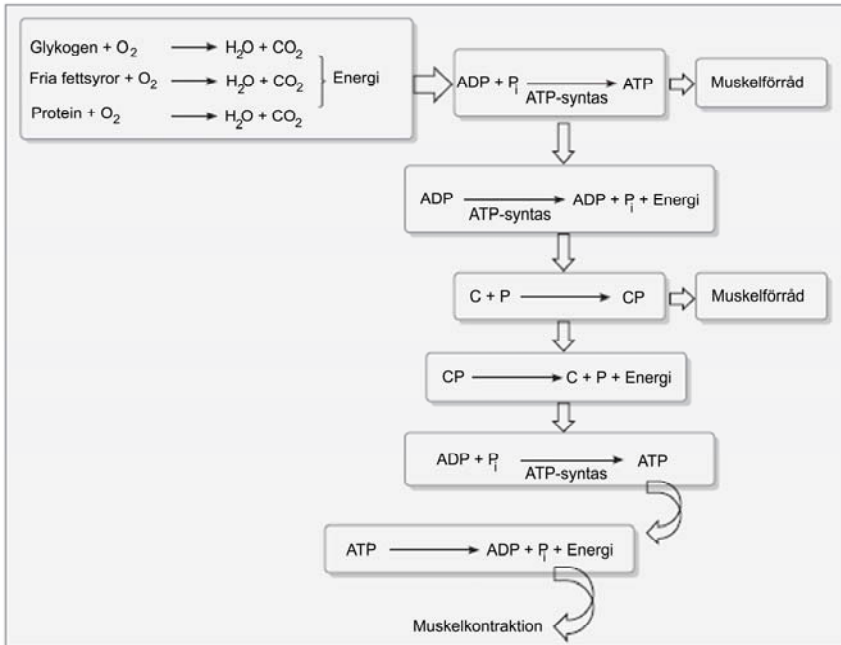 Glykogen + O₂ → H₂O + CO₂
Fria fettsyror + O₂ → H₂O + CO₂
Protein + O₂ → H₂O + CO₂
Energi
ADP + Pᵢ → ATP
ATP-syntas
Muskelförråd
ADP → ADP + Pᵢ + Energi
ATP-syntas
C + P → CP
Muskelförråd
CP → C + P + Energi
ADP + Pᵢ → ATP
ATP-syntas
ATP → ADP + Pᵢ + Energi
Muskelkontraktion